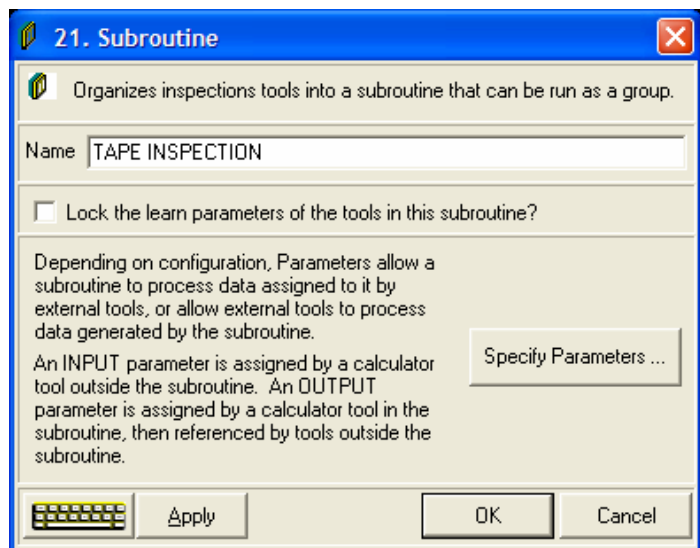 21. Subroutine
Organizes inspections tools into a subroutine that can be run as a group.
Name TAPE INSPECTION
Lock the learn parameters of the tools in this subroutine?
Depending on configuration, Parameters allow a
subroutine to process data assigned to it by
external tools, or allow external tools to process
data generated by the subroutine.
An INPUT parameter is assigned by a calculator
tool outside the subroutine. An OUTPUT
parameter is assigned by a calculator tool in the
subroutine, then referenced by tools outside the
subroutine.
Specify Parameters ...
Apply
OK
Cancel